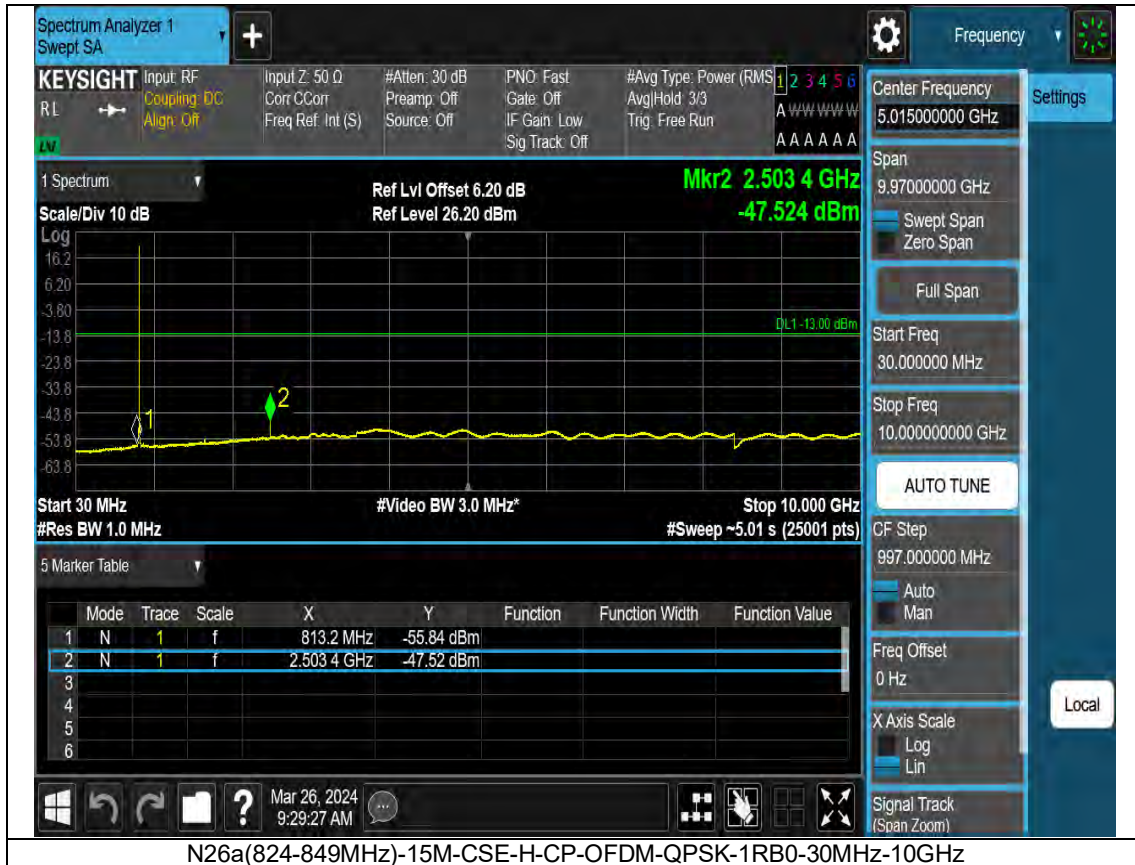 Spectrum Analyzer 1
Swept SA
+
Frequency
KEYSIGHT
RL
LNI
Input: RF
Coupling: DC
Align: Off
Input Z: 50 Ω
Corr CCorr
Freq Ref: Int (S)
#Atten: 30 dB
Preamp: Off
Source: Off
PNO: Fast
Gate: Off
IF Gain: Low
Sig Track: Off
#Avg Type: Power (RMS
Avg|Hold: 3/3
Trig: Free Run
1 2 3 4 5 6
A W W W W W
A A A A A A
Center Frequency
5.015000000 GHz
Settings
1 Spectrum
Ref Lvl Offset 6.20 dB
Mkr2 2.503 4 GHz
Scale/Div 10 dB
Ref Level 26.20 dBm
-47.524 dBm
Log
16.2
6.20
-3.80
-13.8
-23.8
-33.8
-43.8
-53.8
-63.8
DL1 -13.00 dBm
1
2
Start 30 MHz
#Video BW 3.0 MHz*
Stop 10.000 GHz
#Res BW 1.0 MHz
#Sweep ~5.01 s (25001 pts)
Span
9.97000000 GHz
Swept Span
Zero Span
Full Span
Start Freq
30.000000 MHz
Stop Freq
10.000000000 GHz
AUTO TUNE
CF Step
997.000000 MHz
Auto
Man
Freq Offset
0 Hz
X Axis Scale
Log
Lin
Signal Track
(Span Zoom)
Local
5 Marker Table
Mode Trace Scale X Y Function Function Width Function Value
1 N 1 f 813.2 MHz -55.84 dBm
2 N 1 f 2.503 4 GHz -47.52 dBm
3
4
5
6
?
Mar 26, 2024
9:29:27 AM
N26a(824-849MHz)-15M-CSE-H-CP-OFDM-QPSK-1RB0-30MHz-10GHz